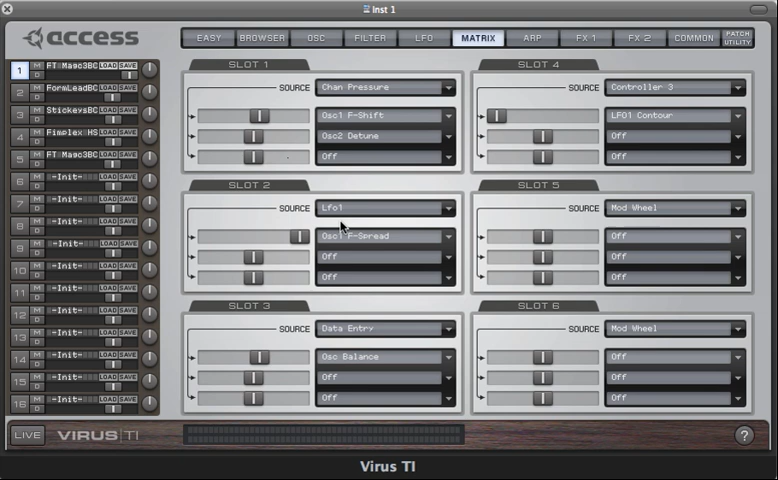 Inst 1
access
EASY BROWSER OSC FILTER LFO MATRIX ARP FX 1 FX 2 COMMON PATCH UTILITY
1 M D LOAD SAVE
2 M D FormLeadBC LOAD SAVE
3 M D StickeysBC LOAD SAVE
4 M D Fimplex HS LOAD SAVE
5 M D LOAD SAVE
6 M D -Init- LOAD SAVE
7 M D -Init- LOAD SAVE
8 M D -Init- LOAD SAVE
9 M D -Init- LOAD SAVE
10 M D -Init- LOAD SAVE
11 M D -Init- LOAD SAVE
12 M D -Init- LOAD SAVE
13 M D -Init- LOAD SAVE
14 M D -Init- LOAD SAVE
15 M D -Init- LOAD SAVE
16 M D -Init- LOAD SAVE
SLOT 1
SOURCE Chan Pressure
Osc1 F-Shift
Osc2 Detune
Off
SLOT 2
SOURCE Lfo1
Osc1 F-Spread
Off
Off
SLOT 3
SOURCE Data Entry
Osc Balance
Off
Off
SLOT 4
SOURCE Controller 3
LFO1 Contour
Off
Off
SLOT 5
SOURCE Mod Wheel
Off
Off
Off
SLOT 6
SOURCE Mod Wheel
Off
Off
Off
LIVE VIRUS|TI ?
Virus TI